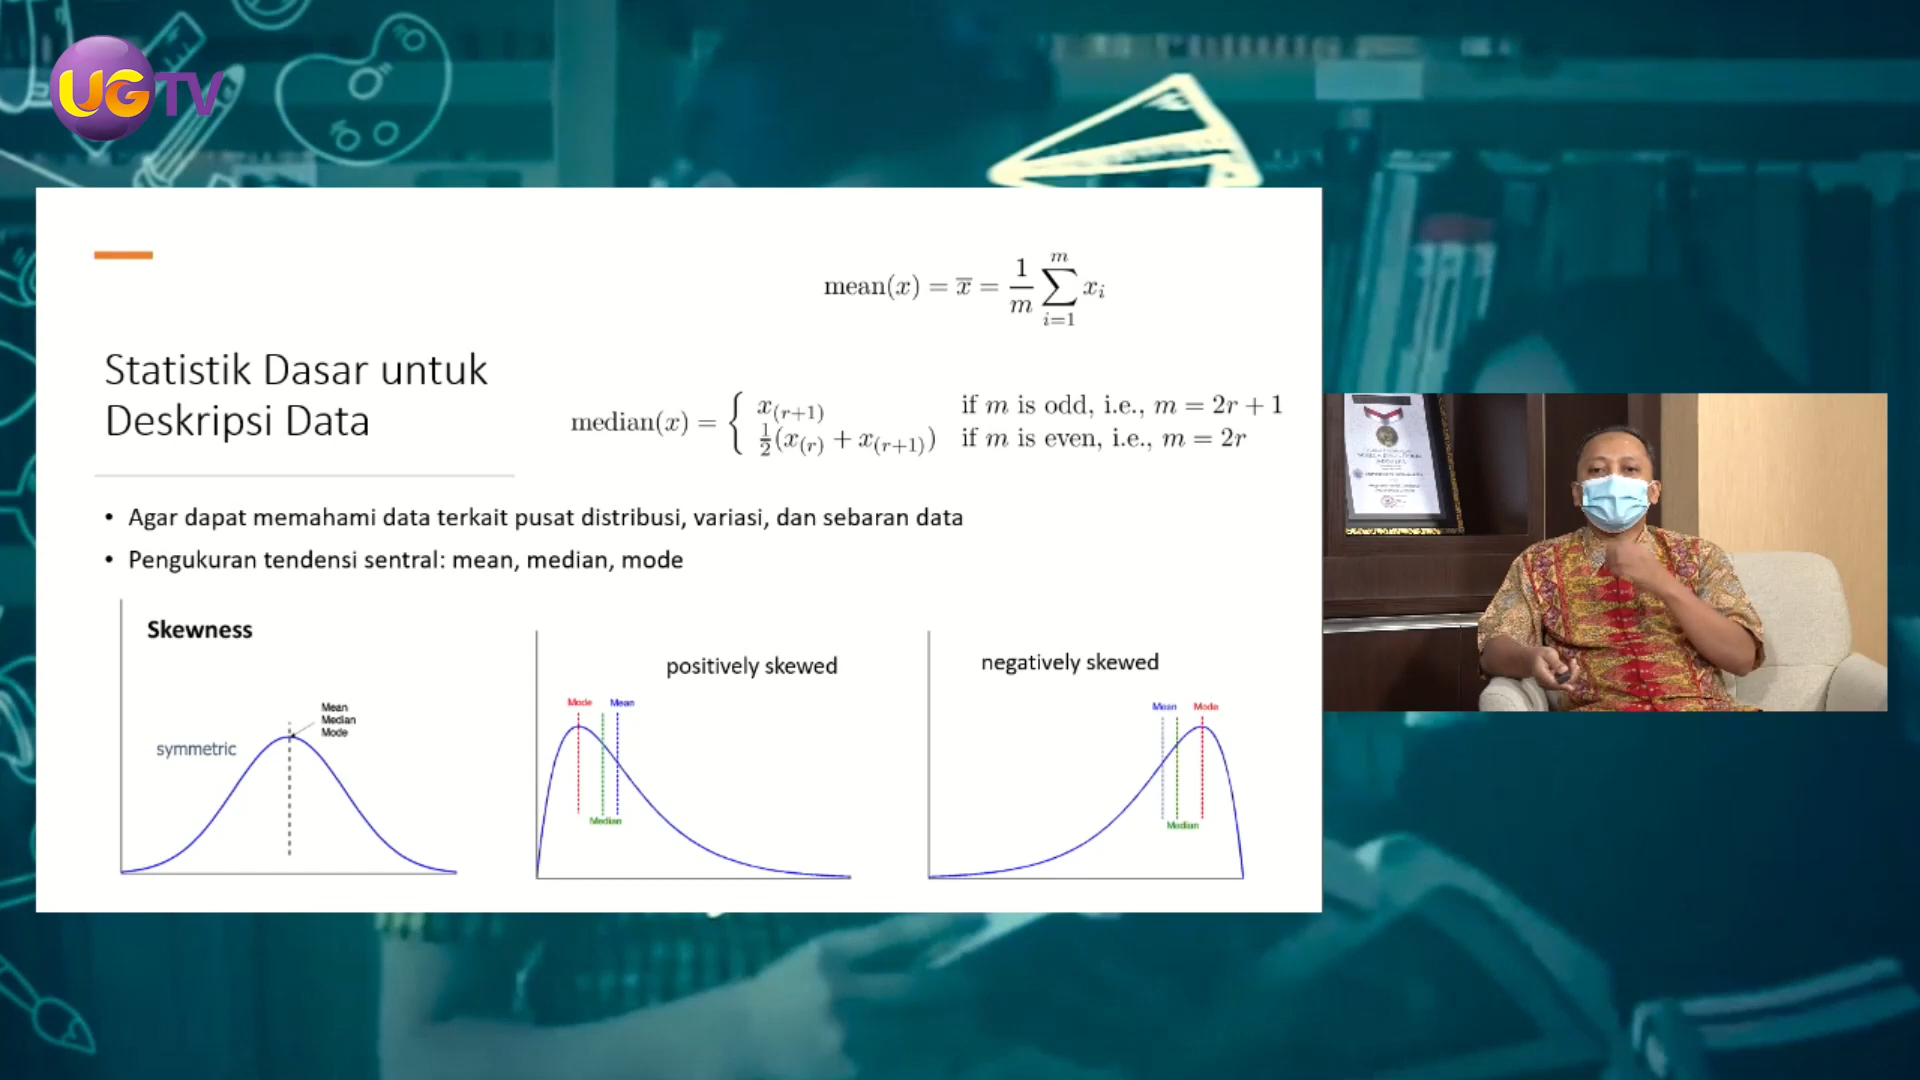 UGTV
mean(x) = x̄ = 1/m ∑_{i=1}^{m} x_i
Statistik Dasar untuk
Deskripsi Data
median(x) = { x_(r+1) if m is odd, i.e., m = 2r + 1
½(x_(r) + x_(r+1)) if m is even, i.e., m = 2r
• Agar dapat memahami data terkait pusat distribusi, variasi, dan sebaran data
• Pengukuran tendensi sentral: mean, median, mode
Skewness
symmetric
Mean
Median
Mode
positively skewed
Mode Mean
Median
negatively skewed
Mean Mode
Median